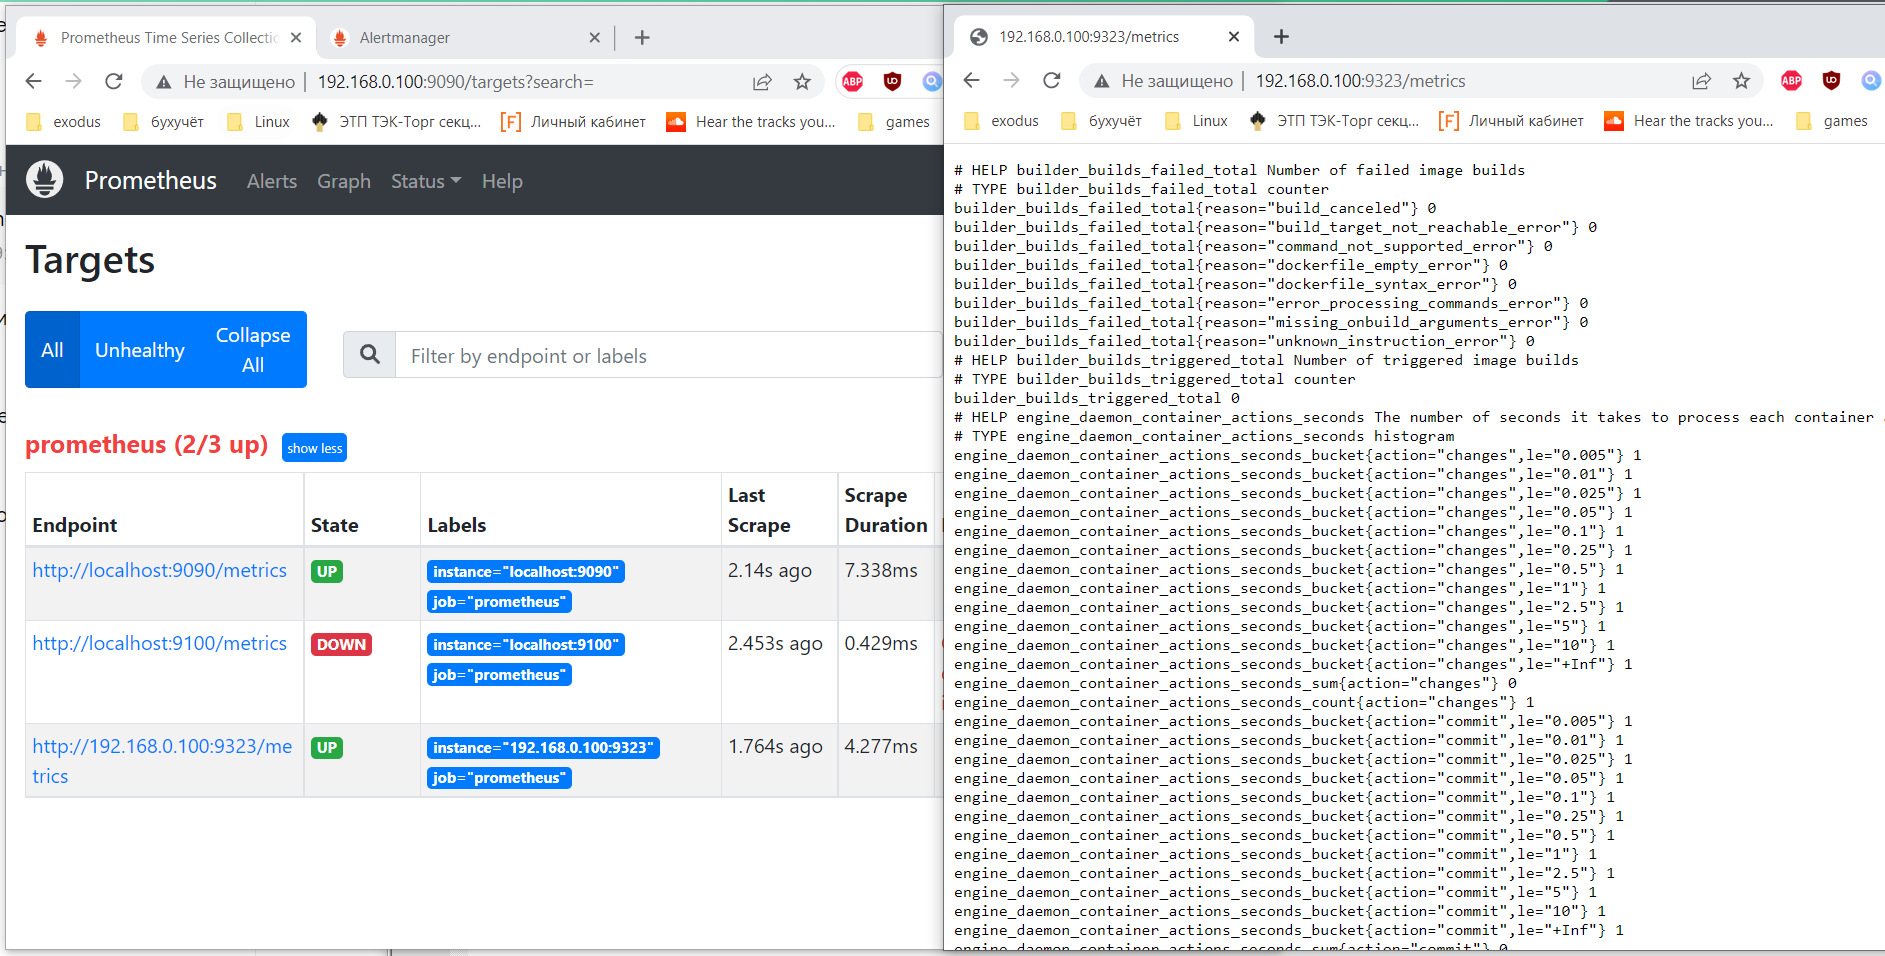 Prometheus Time Series Collectio
Alertmanager
Не защищено
192.168.0.100:9090/targets?search=
exodus
бухучёт
Linux
ЭТП ТЭК-Торг секц...
Личный кабинет
Hear the tracks you...
games
Prometheus
Alerts
Graph
Status
Help
Targets
All
Unhealthy
Collapse
All
Filter by endpoint or labels
prometheus (2/3 up)
show less
Endpoint
State
Labels
Last
Scrape
Scrape
Duration
http://localhost:9090/metrics
UP
instance="localhost:9090"
job="prometheus"
2.14s ago
7.338ms
http://localhost:9100/metrics
DOWN
instance="localhost:9100"
job="prometheus"
2.453s ago
0.429ms
http://192.168.0.100:9323/me
trics
UP
instance="192.168.0.100:9323"
job="prometheus"
1.764s ago
4.277ms
192.168.0.100:9323/metrics
Не защищено
192.168.0.100:9323/metrics
ABP
exodus
бухучёт
Linux
ЭТП ТЭК-Торг секц...
Личный кабинет
Hear the tracks you...
games
# HELP builder_builds_failed_total Number of failed image builds
# TYPE builder_builds_failed_total counter
builder_builds_failed_total{reason="build_canceled"} 0
builder_builds_failed_total{reason="build_target_not_reachable_error"} 0
builder_builds_failed_total{reason="command_not_supported_error"} 0
builder_builds_failed_total{reason="dockerfile_empty_error"} 0
builder_builds_failed_total{reason="dockerfile_syntax_error"} 0
builder_builds_failed_total{reason="error_processing_commands_error"} 0
builder_builds_failed_total{reason="missing_onbuild_arguments_error"} 0
builder_builds_failed_total{reason="unknown_instruction_error"} 0
# HELP builder_builds_triggered_total Number of triggered image builds
# TYPE builder_builds_triggered_total counter
builder_builds_triggered_total 0
# HELP engine_daemon_container_actions_seconds The number of seconds it takes to process each container
# TYPE engine_daemon_container_actions_seconds histogram
engine_daemon_container_actions_seconds_bucket{action="changes",le="0.005"} 1
engine_daemon_container_actions_seconds_bucket{action="changes",le="0.01"} 1
engine_daemon_container_actions_seconds_bucket{action="changes",le="0.025"} 1
engine_daemon_container_actions_seconds_bucket{action="changes",le="0.05"} 1
engine_daemon_container_actions_seconds_bucket{action="changes",le="0.1"} 1
engine_daemon_container_actions_seconds_bucket{action="changes",le="0.25"} 1
engine_daemon_container_actions_seconds_bucket{action="changes",le="0.5"} 1
engine_daemon_container_actions_seconds_bucket{action="changes",le="1"} 1
engine_daemon_container_actions_seconds_bucket{action="changes",le="2.5"} 1
engine_daemon_container_actions_seconds_bucket{action="changes",le="5"} 1
engine_daemon_container_actions_seconds_bucket{action="changes",le="10"} 1
engine_daemon_container_actions_seconds_bucket{action="changes",le="+Inf"} 1
engine_daemon_container_actions_seconds_sum{action="changes"} 0
engine_daemon_container_actions_seconds_count{action="changes"} 1
engine_daemon_container_actions_seconds_bucket{action="commit",le="0.005"} 1
engine_daemon_container_actions_seconds_bucket{action="commit",le="0.01"} 1
engine_daemon_container_actions_seconds_bucket{action="commit",le="0.025"} 1
engine_daemon_container_actions_seconds_bucket{action="commit",le="0.05"} 1
engine_daemon_container_actions_seconds_bucket{action="commit",le="0.1"} 1
engine_daemon_container_actions_seconds_bucket{action="commit",le="0.25"} 1
engine_daemon_container_actions_seconds_bucket{action="commit",le="0.5"} 1
engine_daemon_container_actions_seconds_bucket{action="commit",le="1"} 1
engine_daemon_container_actions_seconds_bucket{action="commit",le="2.5"} 1
engine_daemon_container_actions_seconds_bucket{action="commit",le="5"} 1
engine_daemon_container_actions_seconds_bucket{action="commit",le="10"} 1
engine_daemon_container_actions_seconds_bucket{action="commit",le="+Inf"} 1
engine_daemon_container_actions_seconds_sum{action="commit"} 0